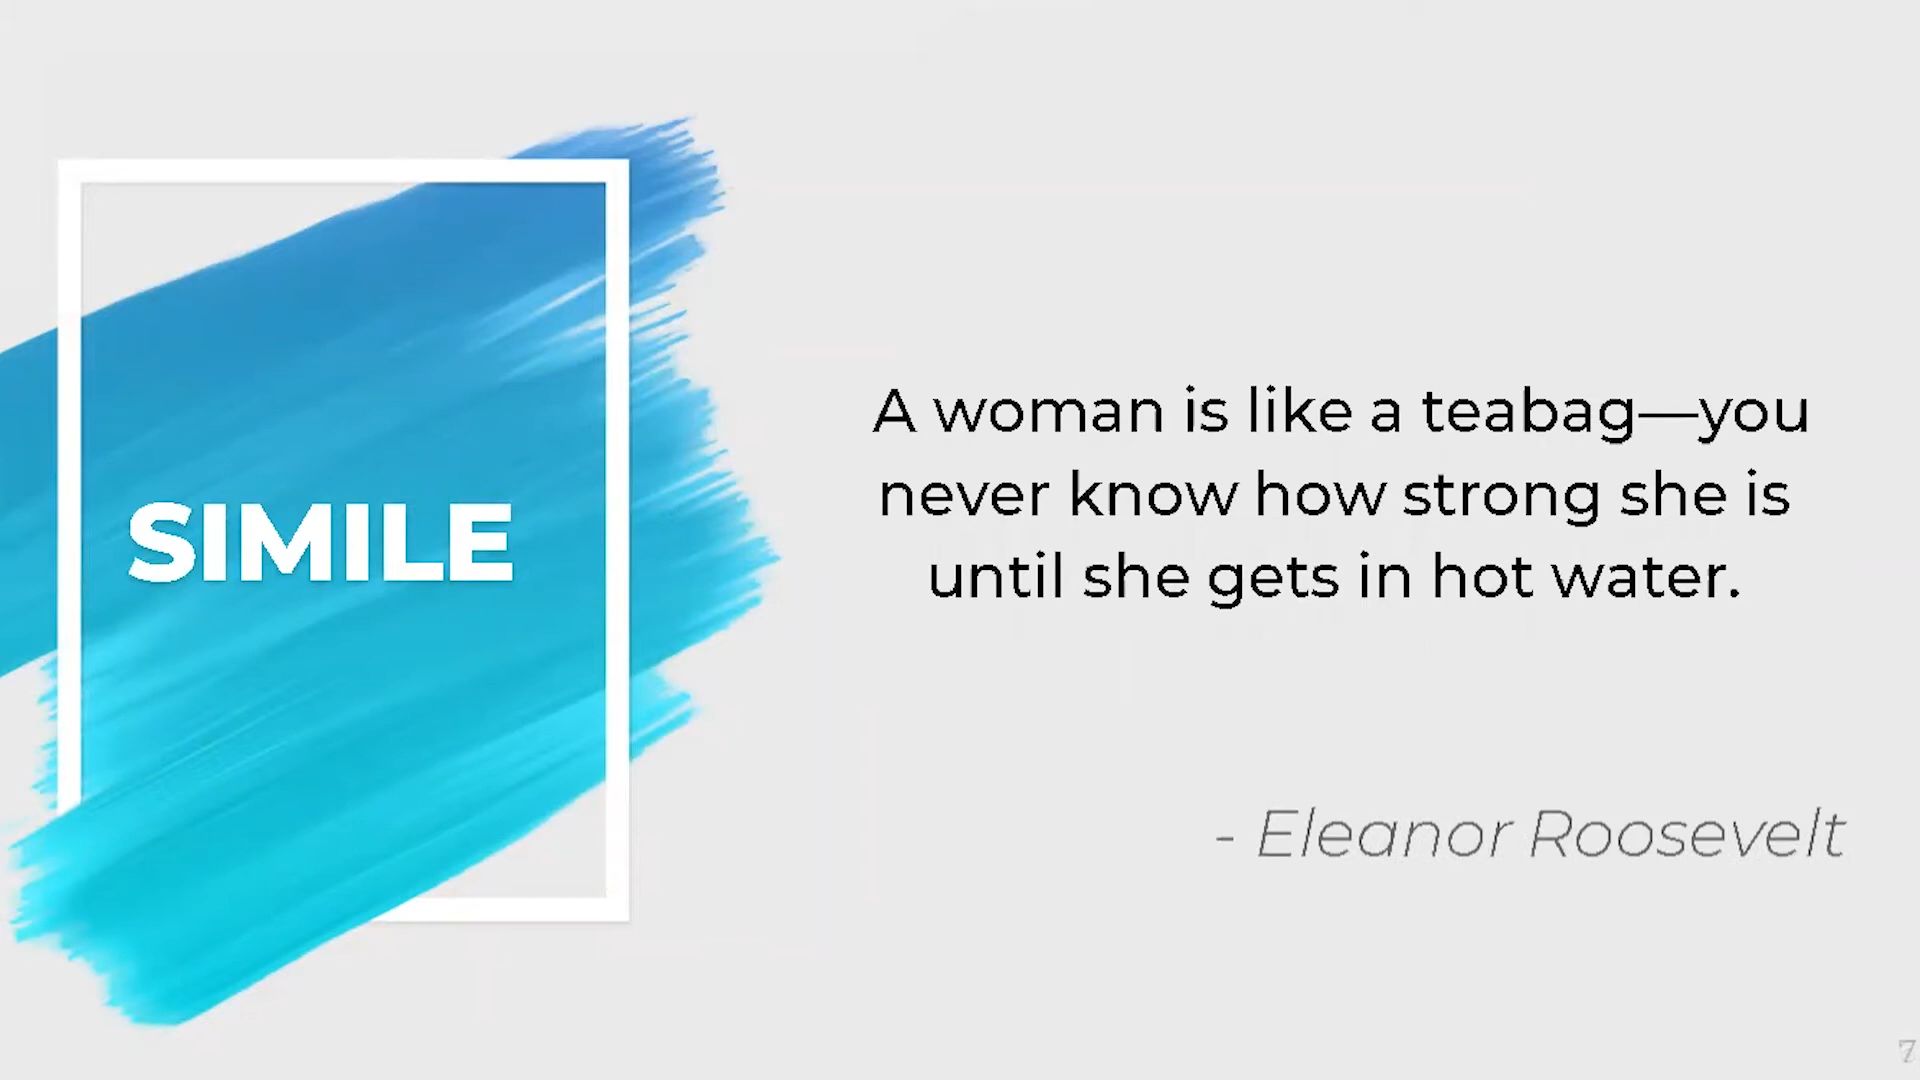 SIMILE
A woman is like a teabag—you
never know how strong she is
until she gets in hot water.
- Eleanor Roosevelt
7